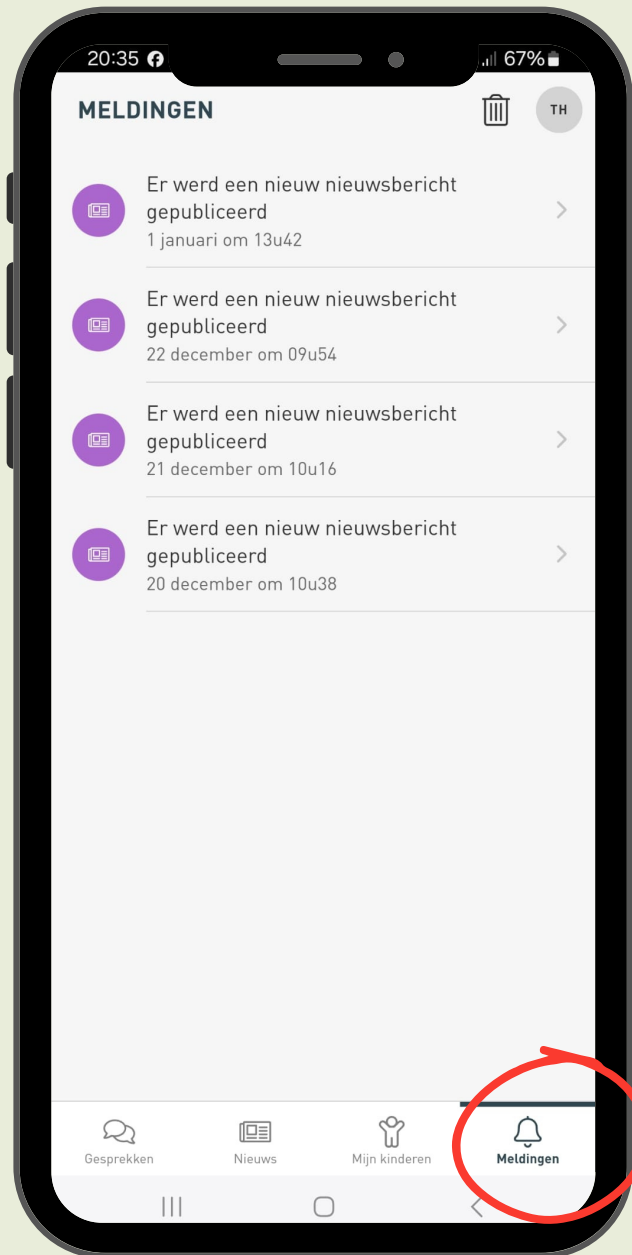 20:35 67%
MELDINGEN TH
Er werd een nieuw nieuwsbericht
gepubliceerd
1 januari om 13u42
Er werd een nieuw nieuwsbericht
gepubliceerd
22 december om 09u54
Er werd een nieuw nieuwsbericht
gepubliceerd
21 december om 10u16
Er werd een nieuw nieuwsbericht
gepubliceerd
20 december om 10u38
Gesprekken Nieuws Mijn kinderen Meldingen